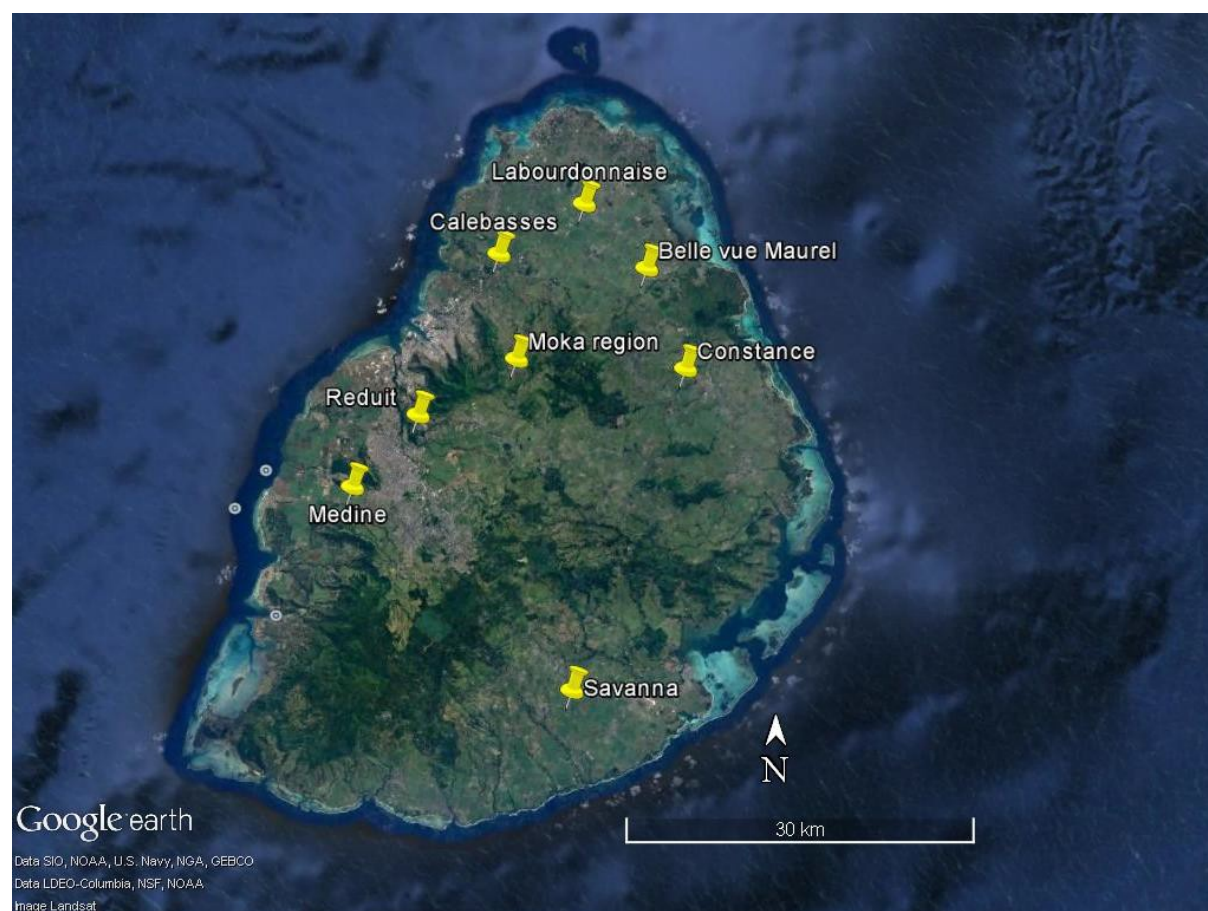 Labourdonnaise
Calebasses
Belle vue Maurel
Moka region
Constance
Reduit
Medine
Savanna
N
30 km
Google earth
Data SIO, NOAA, U.S. Navy, NGA, GEBCO
Data LDEO-Columbia, NSF, NOAA
Image Landsat